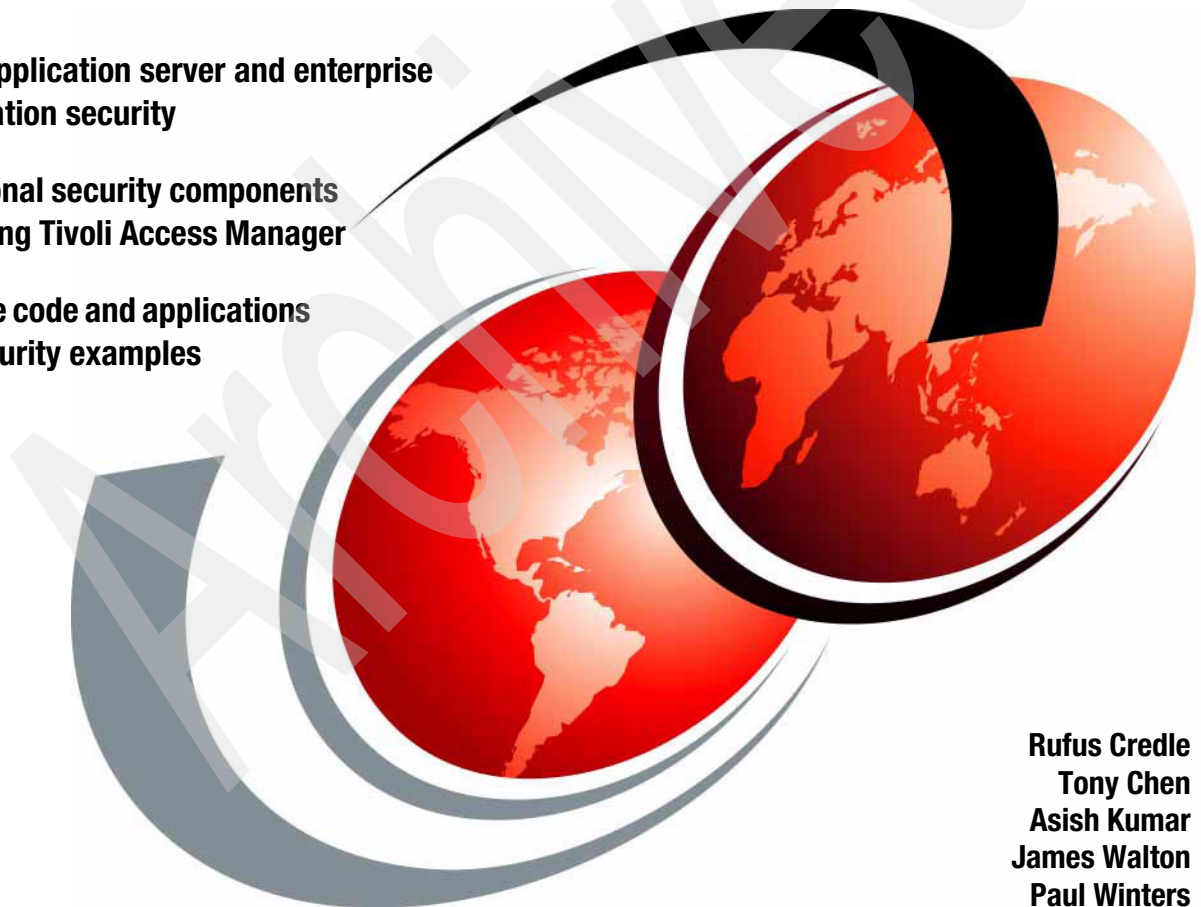 pplication server and enterprise
ation security
onal security components
ng Tivoli Access Manager
e code and applications
urity examples
Rufus Credle
Tony Chen
Asish Kumar
James Walton
Paul Winters
Archive